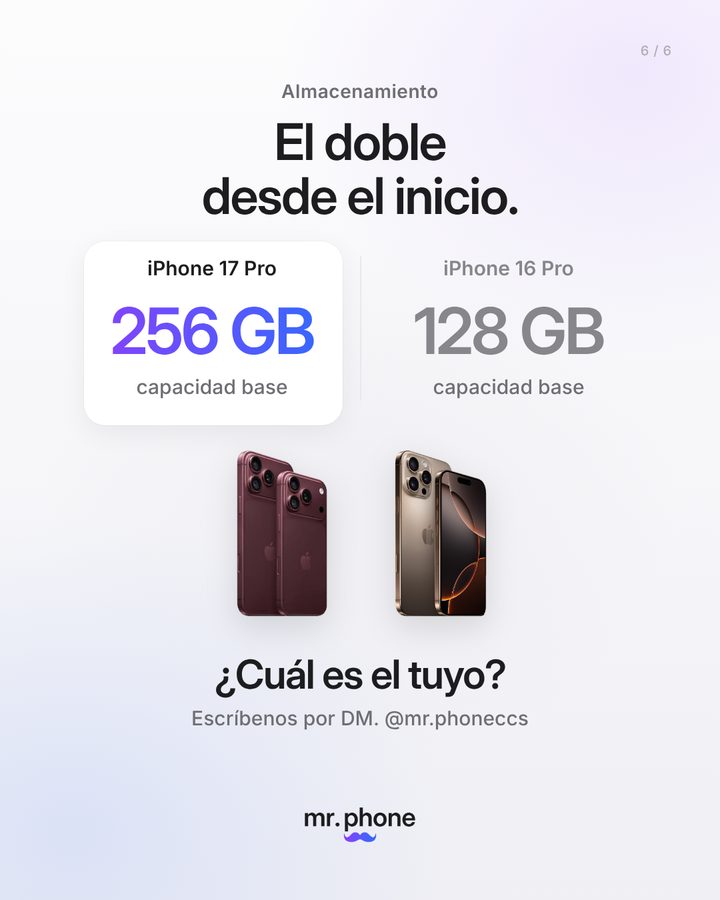 6 / 6
Almacenamiento
El doble
desde el inicio.
iPhone 17 Pro
256 GB
capacidad base
iPhone 16 Pro
128 GB
capacidad base
¿Cuál es el tuyo?
Escríbenos por DM. @mr.phoneccs
mr.phone